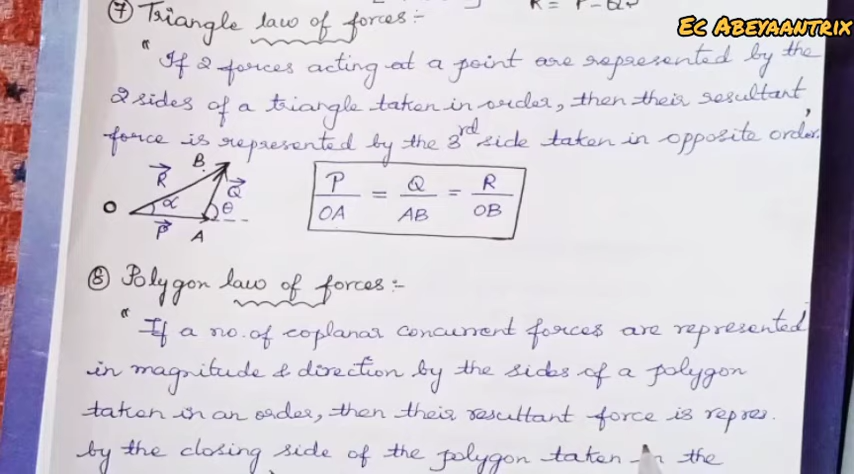 R = P - Q
EC ABEYAANTRIX
⑦ Triangle law of forces:-
" If 2 forces acting at a point are represented by the
2 sides of a triangle taken in order, then their resultant
force is represented by the 3rd side taken in opposite order.
B
R Q
O α θ
P A
P/OA = Q/AB = R/OB
⑧ Polygon law of forces:-
" If a no. of coplanar concurrent forces are represented
in magnitude & direction by the sides of a polygon
taken in an order, then their resultant force is repres.
by the closing side of the polygon taken in the